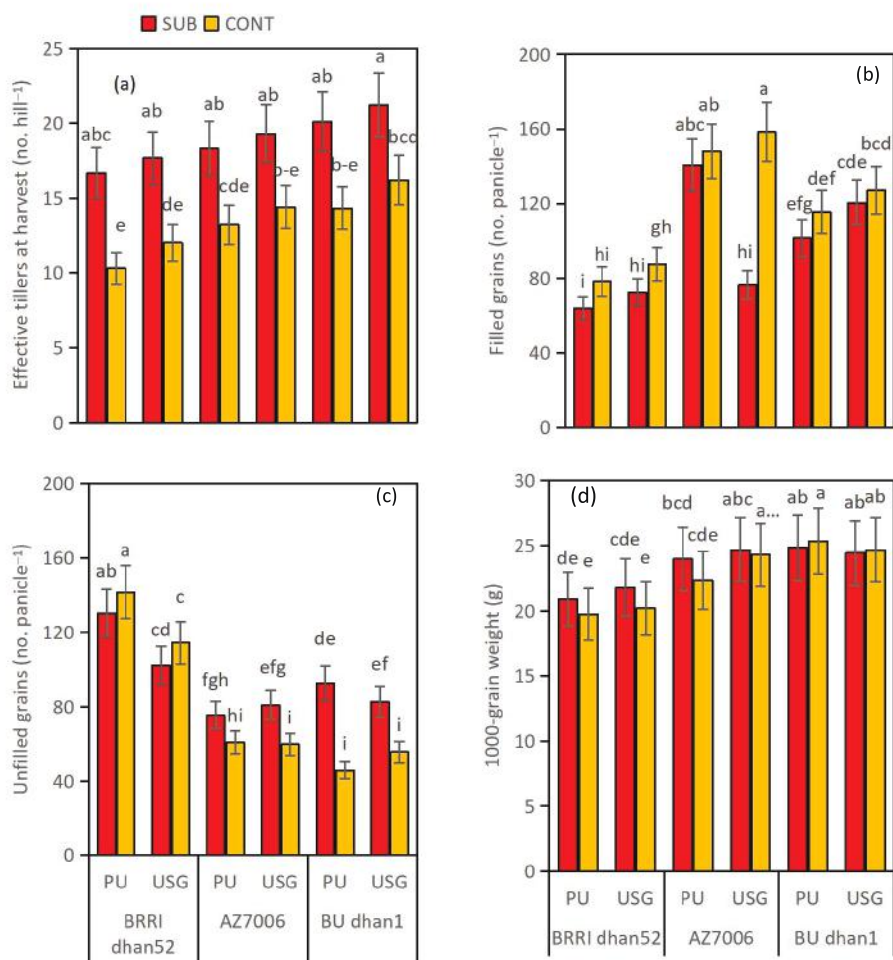 SUB CONT
(a)
Effective tillers at harvest (no. hill⁻¹)
25
20
15
10
5
0
abc
e
ab
de
ab
cde
ab
b-e
ab
b-e
a
bcd
(b)
Filled grains (no. panicle⁻¹)
200
160
120
80
40
0
i
hi
hi
gh
abc
ab
hi
a
efg
def
cde
bcd
(c)
Unfilled grains (no. panicle⁻¹)
200
160
120
80
40
0
ab
a
cd
c
fgh
hi
efg
i
de
i
ef
i
PU USG PU USG PU USG
BRRI dhan52 AZ7006 BU dhan1
(d)
1000-grain weight (g)
30
25
20
15
10
5
0
de
e
cde
e
bcd
cde
abc
a...
ab
a
ab
ab
PU USG PU USG PU USG
BRRI dhan52 AZ7006 BU dhan1